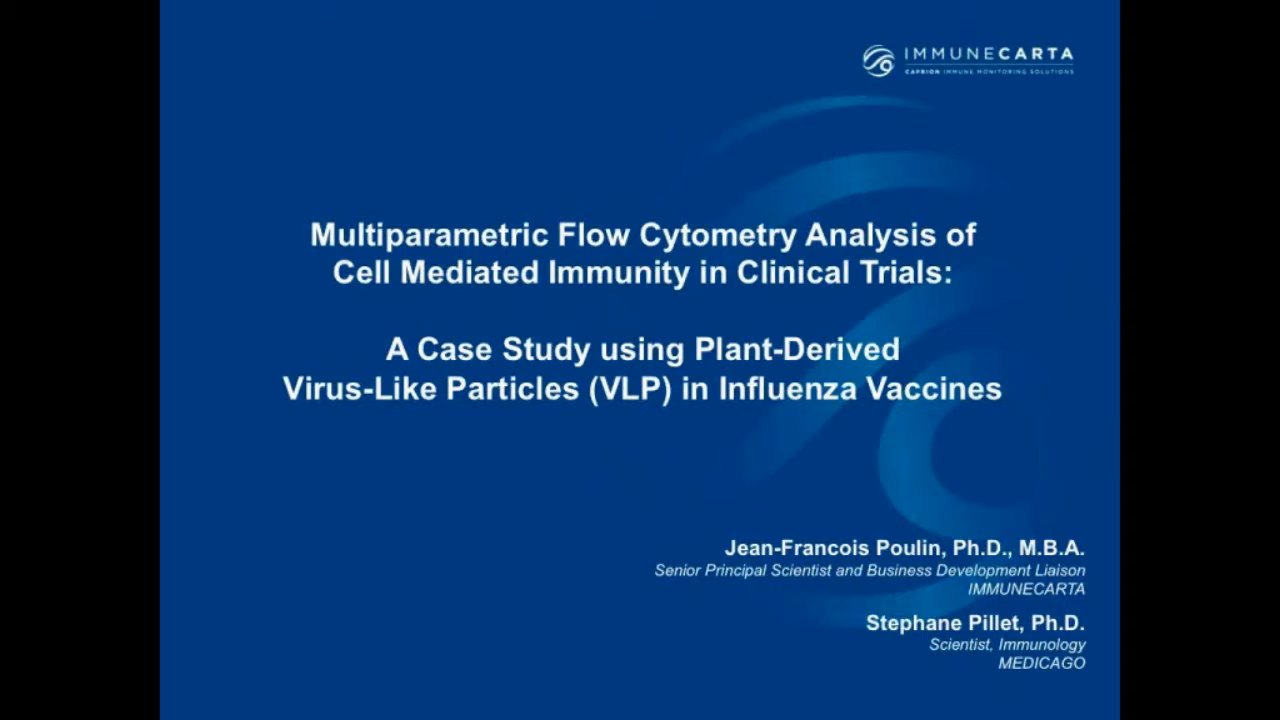 IMMUNECARTA
CAPRION IMMUNE MONITORING SOLUTIONS
Multiparametric Flow Cytometry Analysis of
Cell Mediated Immunity in Clinical Trials:
A Case Study using Plant-Derived
Virus-Like Particles (VLP) in Influenza Vaccines
Jean-Francois Poulin, Ph.D., M.B.A.
Senior Principal Scientist and Business Development Liaison
IMMUNECARTA
Stephane Pillet, Ph.D.
Scientist, Immunology
MEDICAGO